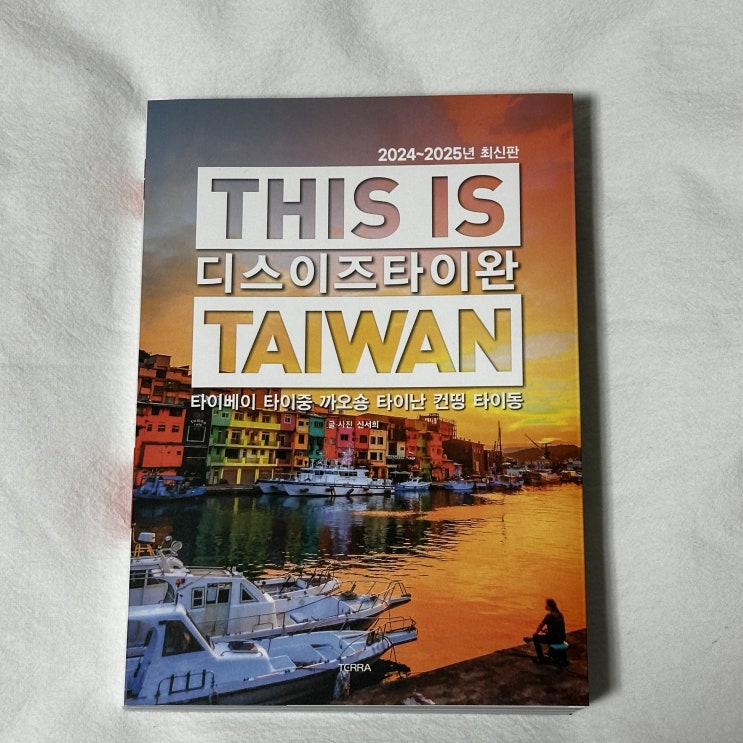 2024~2025년 최신판
THIS IS
디스이즈타이완
TAIWAN
타이베이 타이중 까오숑 타이난 컨띵 타이동
글·사진 신서희
TERRA